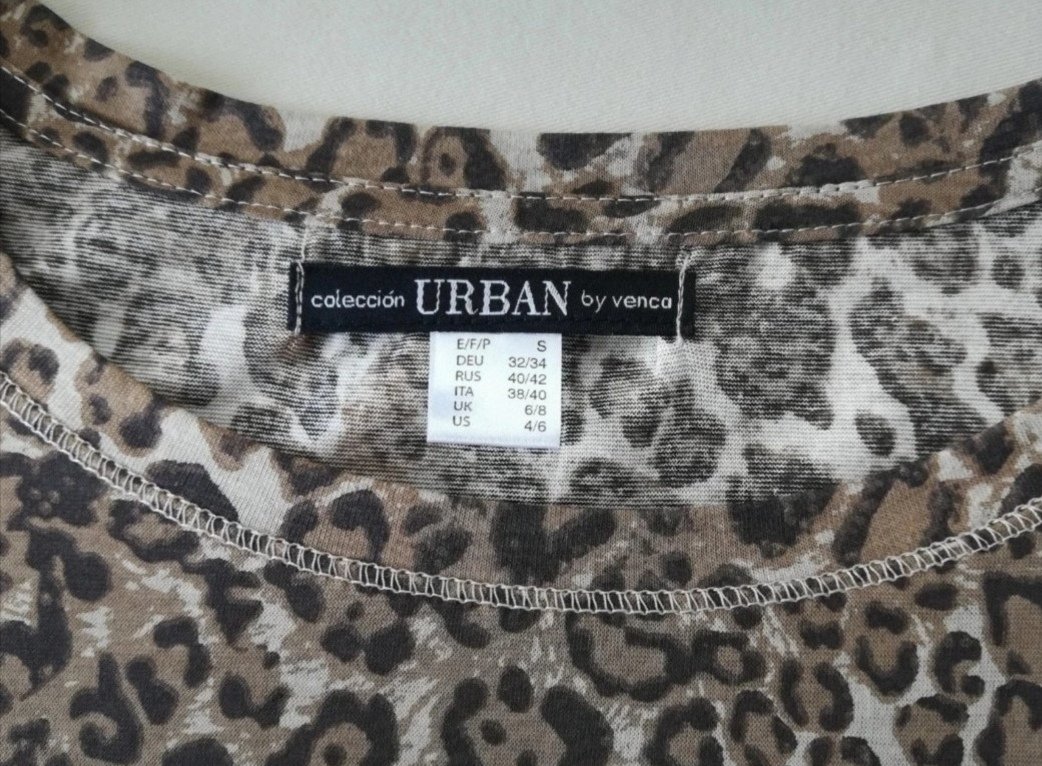 colección URBAN by venca
E/F/P S
DEU 32/34
RUS 40/42
ITA 38/40
UK 6/8
US 4/6